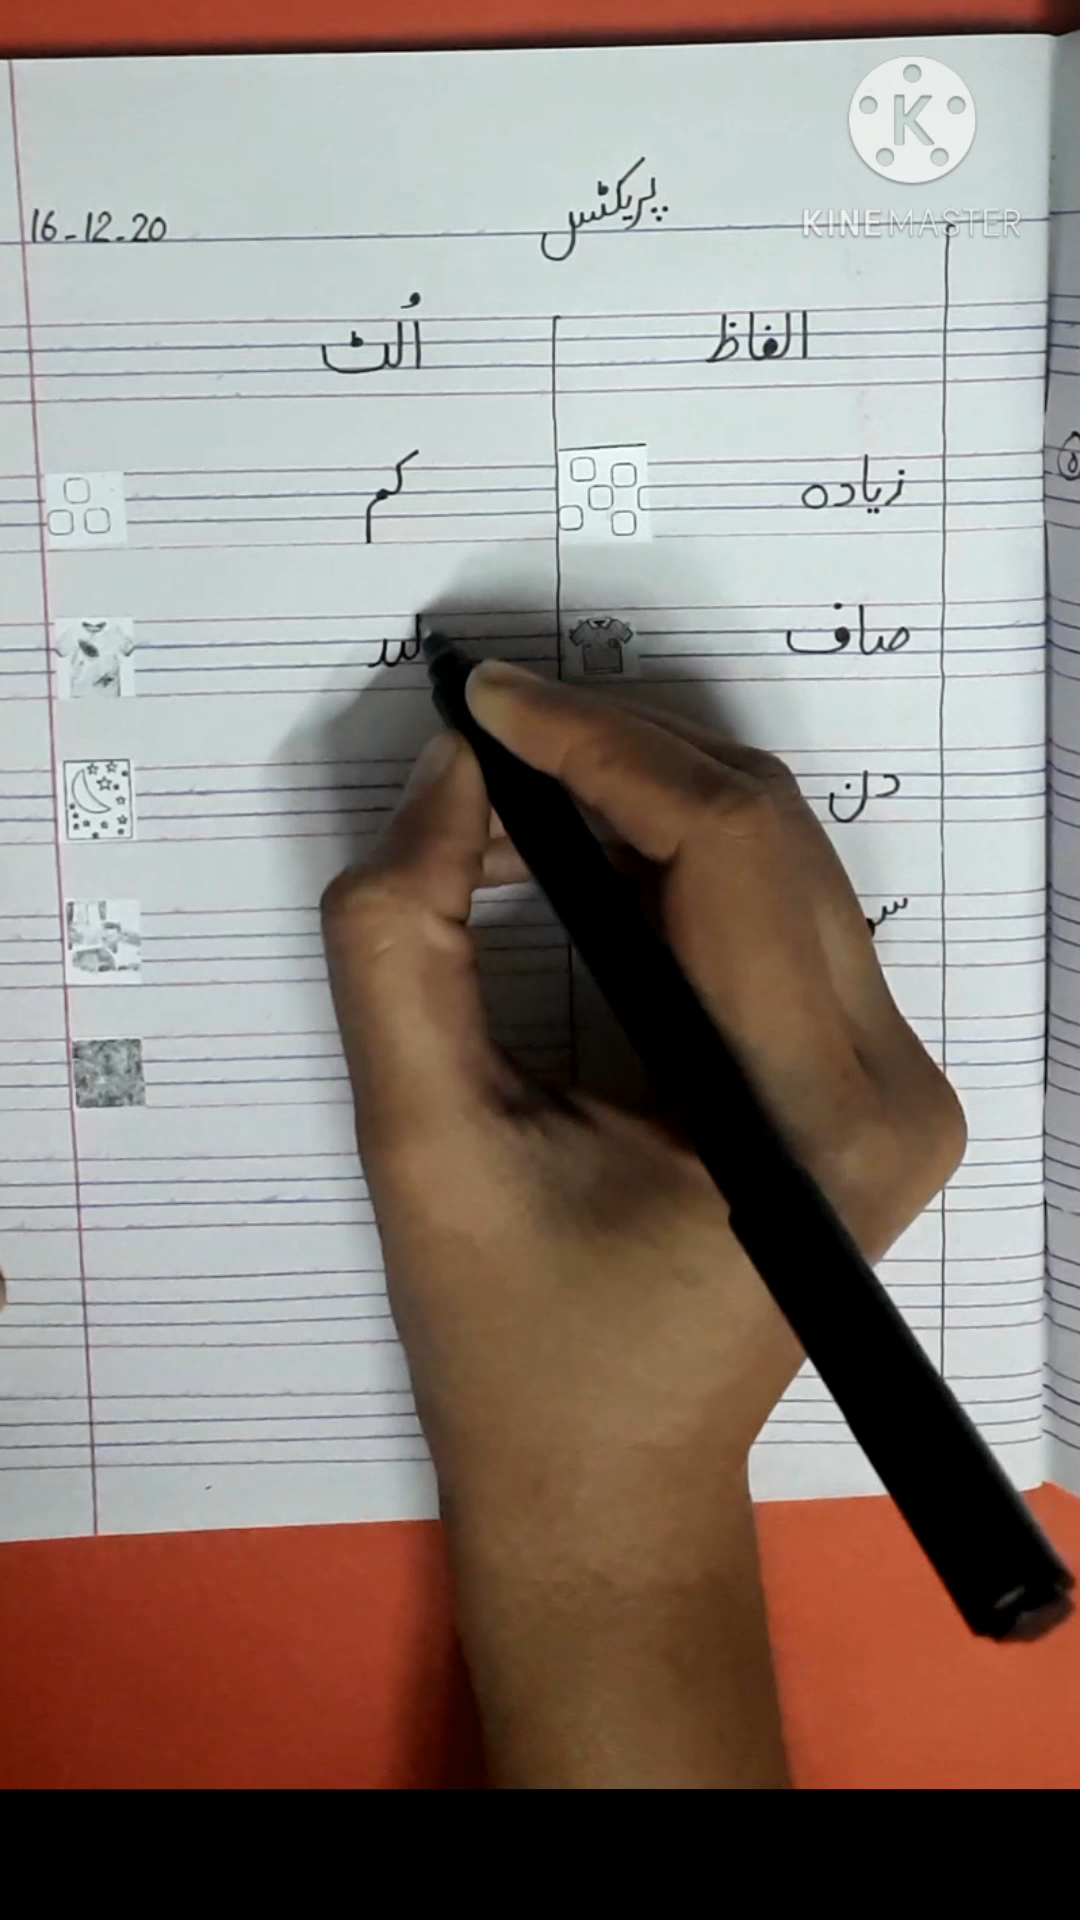 K
KINEMASTER
پریکٹس
16-12-20
الفاظ اُلٹ
زیادہ کم
صاف
دن